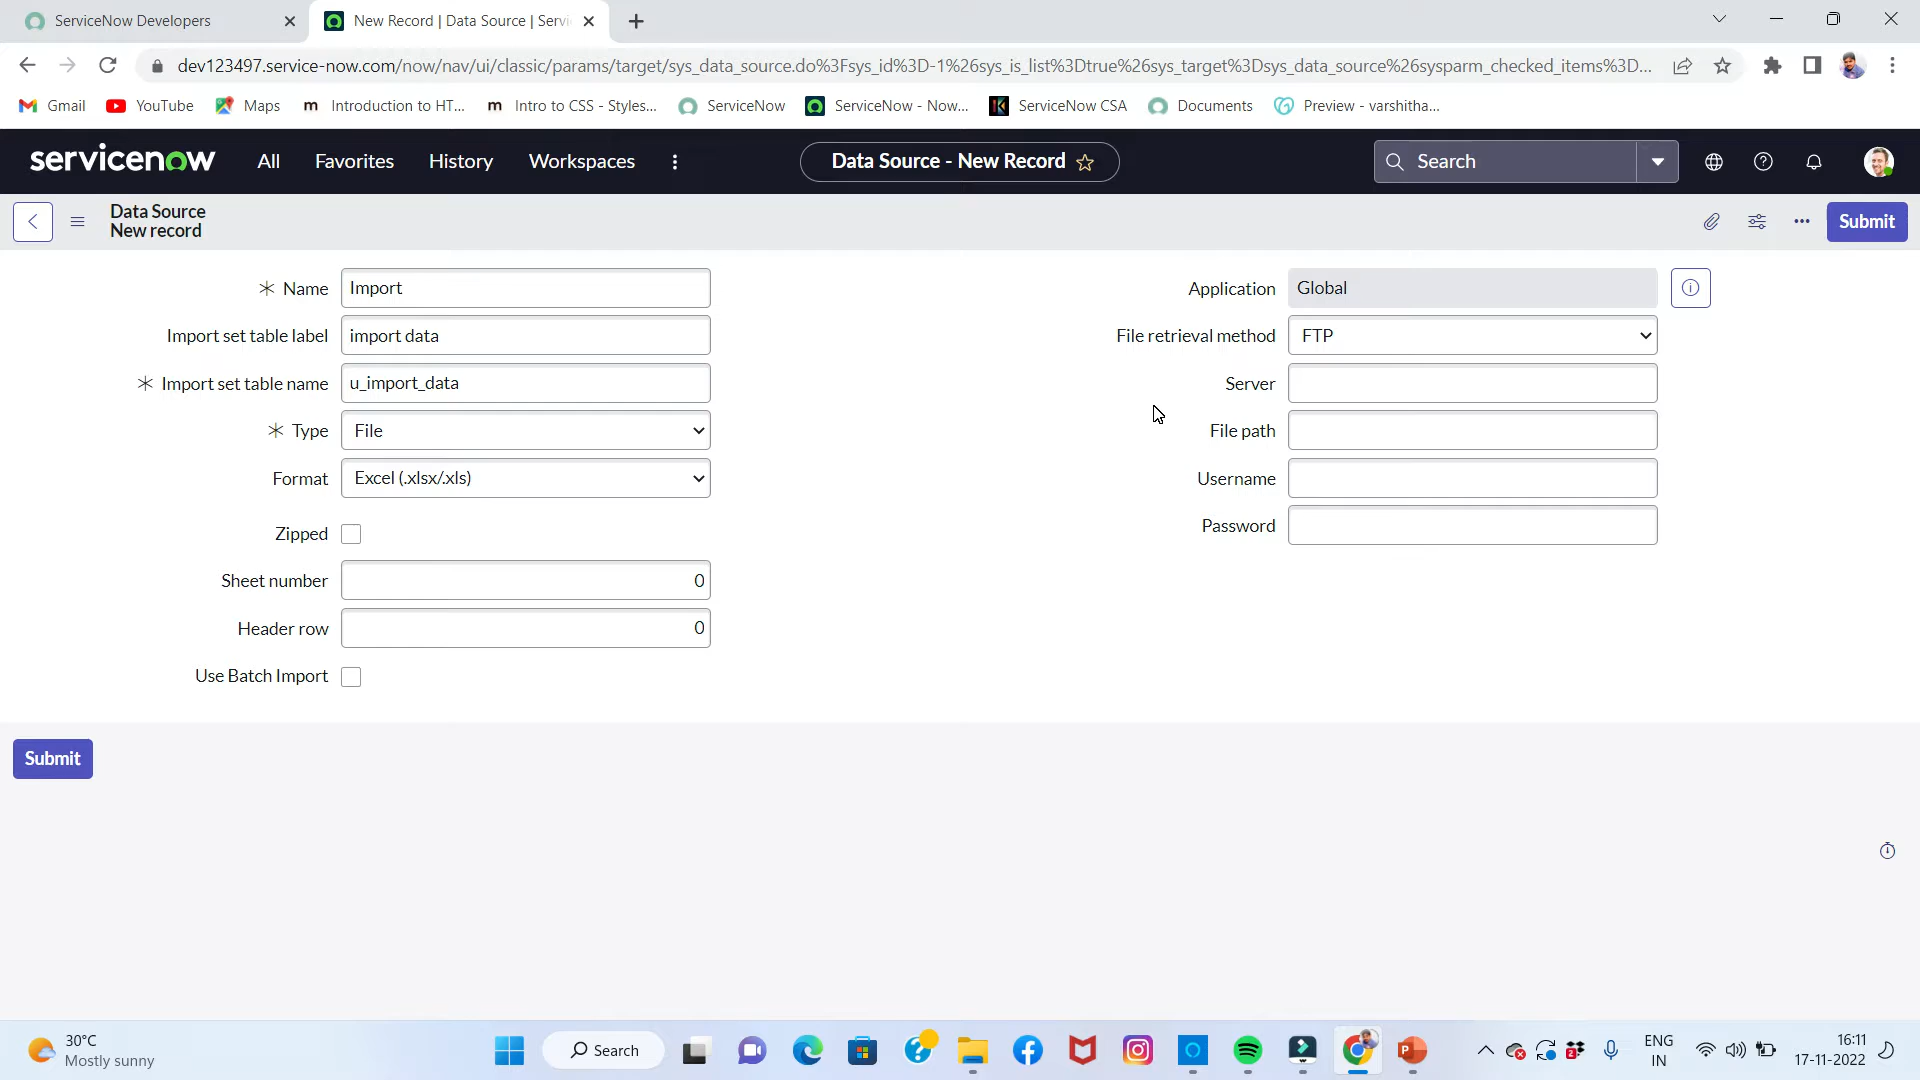 ServiceNow Developers
New Record | Data Source | Servi
dev123497.service-now.com/now/nav/ui/classic/params/target/sys_data_source.do%3Fsys_id%3D-1%26sys_is_list%3Dtrue%26sys_target%3Dsys_data_source%26sysparm_checked_items%3D...
Gmail
YouTube
Maps
Introduction to HT...
Intro to CSS - Styles...
ServiceNow
ServiceNow - Now...
ServiceNow CSA
Documents
Preview - varshitha...
servicenow
All
Favorites
History
Workspaces
Data Source - New Record
Search
Data Source
New record
Submit
Name
Import
Import set table label
import data
Import set table name
u_import_data
Type
File
Format
Excel (.xlsx/.xls)
Zipped
Sheet number
0
Header row
0
Use Batch Import
Application
Global
File retrieval method
FTP
Server
File path
Username
Password
Submit
30°C
Mostly sunny
Search
ENG
IN
16:11
17-11-2022